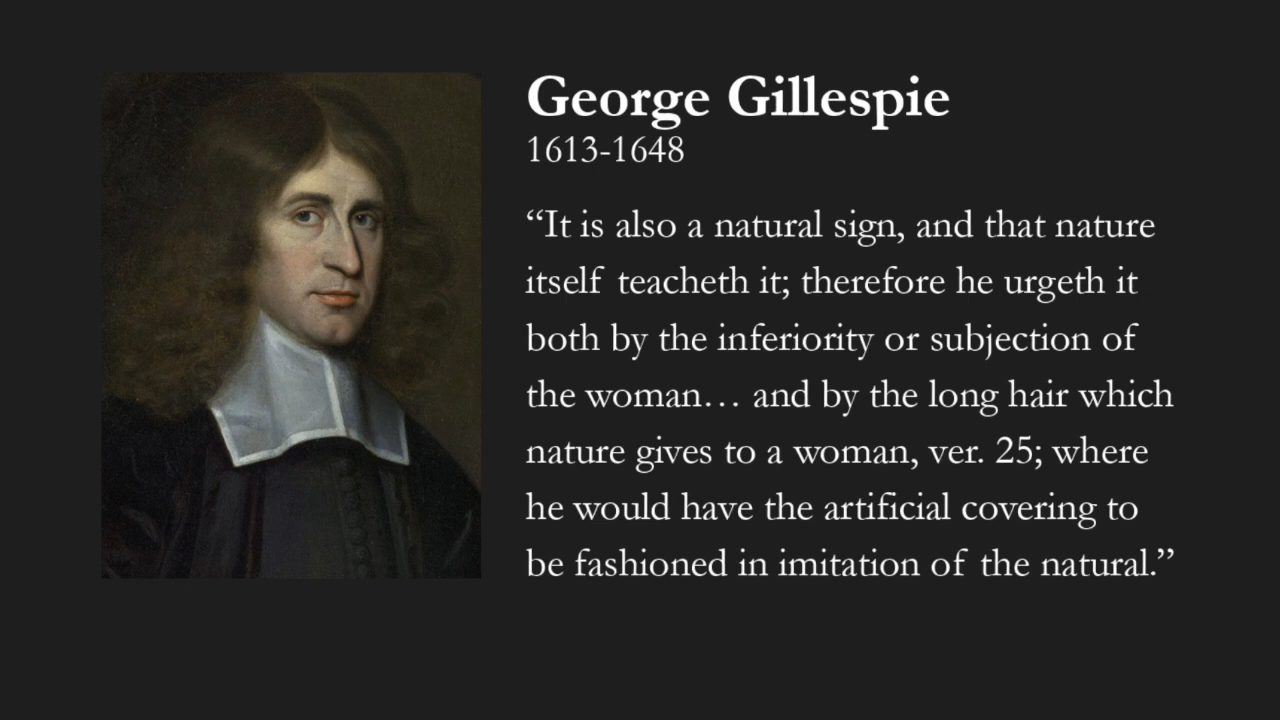 George Gillespie
1613-1648
“It is also a natural sign, and that nature
itself teacheth it; therefore he urgeth it
both by the inferiority or subjection of
the woman… and by the long hair which
nature gives to a woman, ver. 25; where
he would have the artificial covering to
be fashioned in imitation of the natural.”